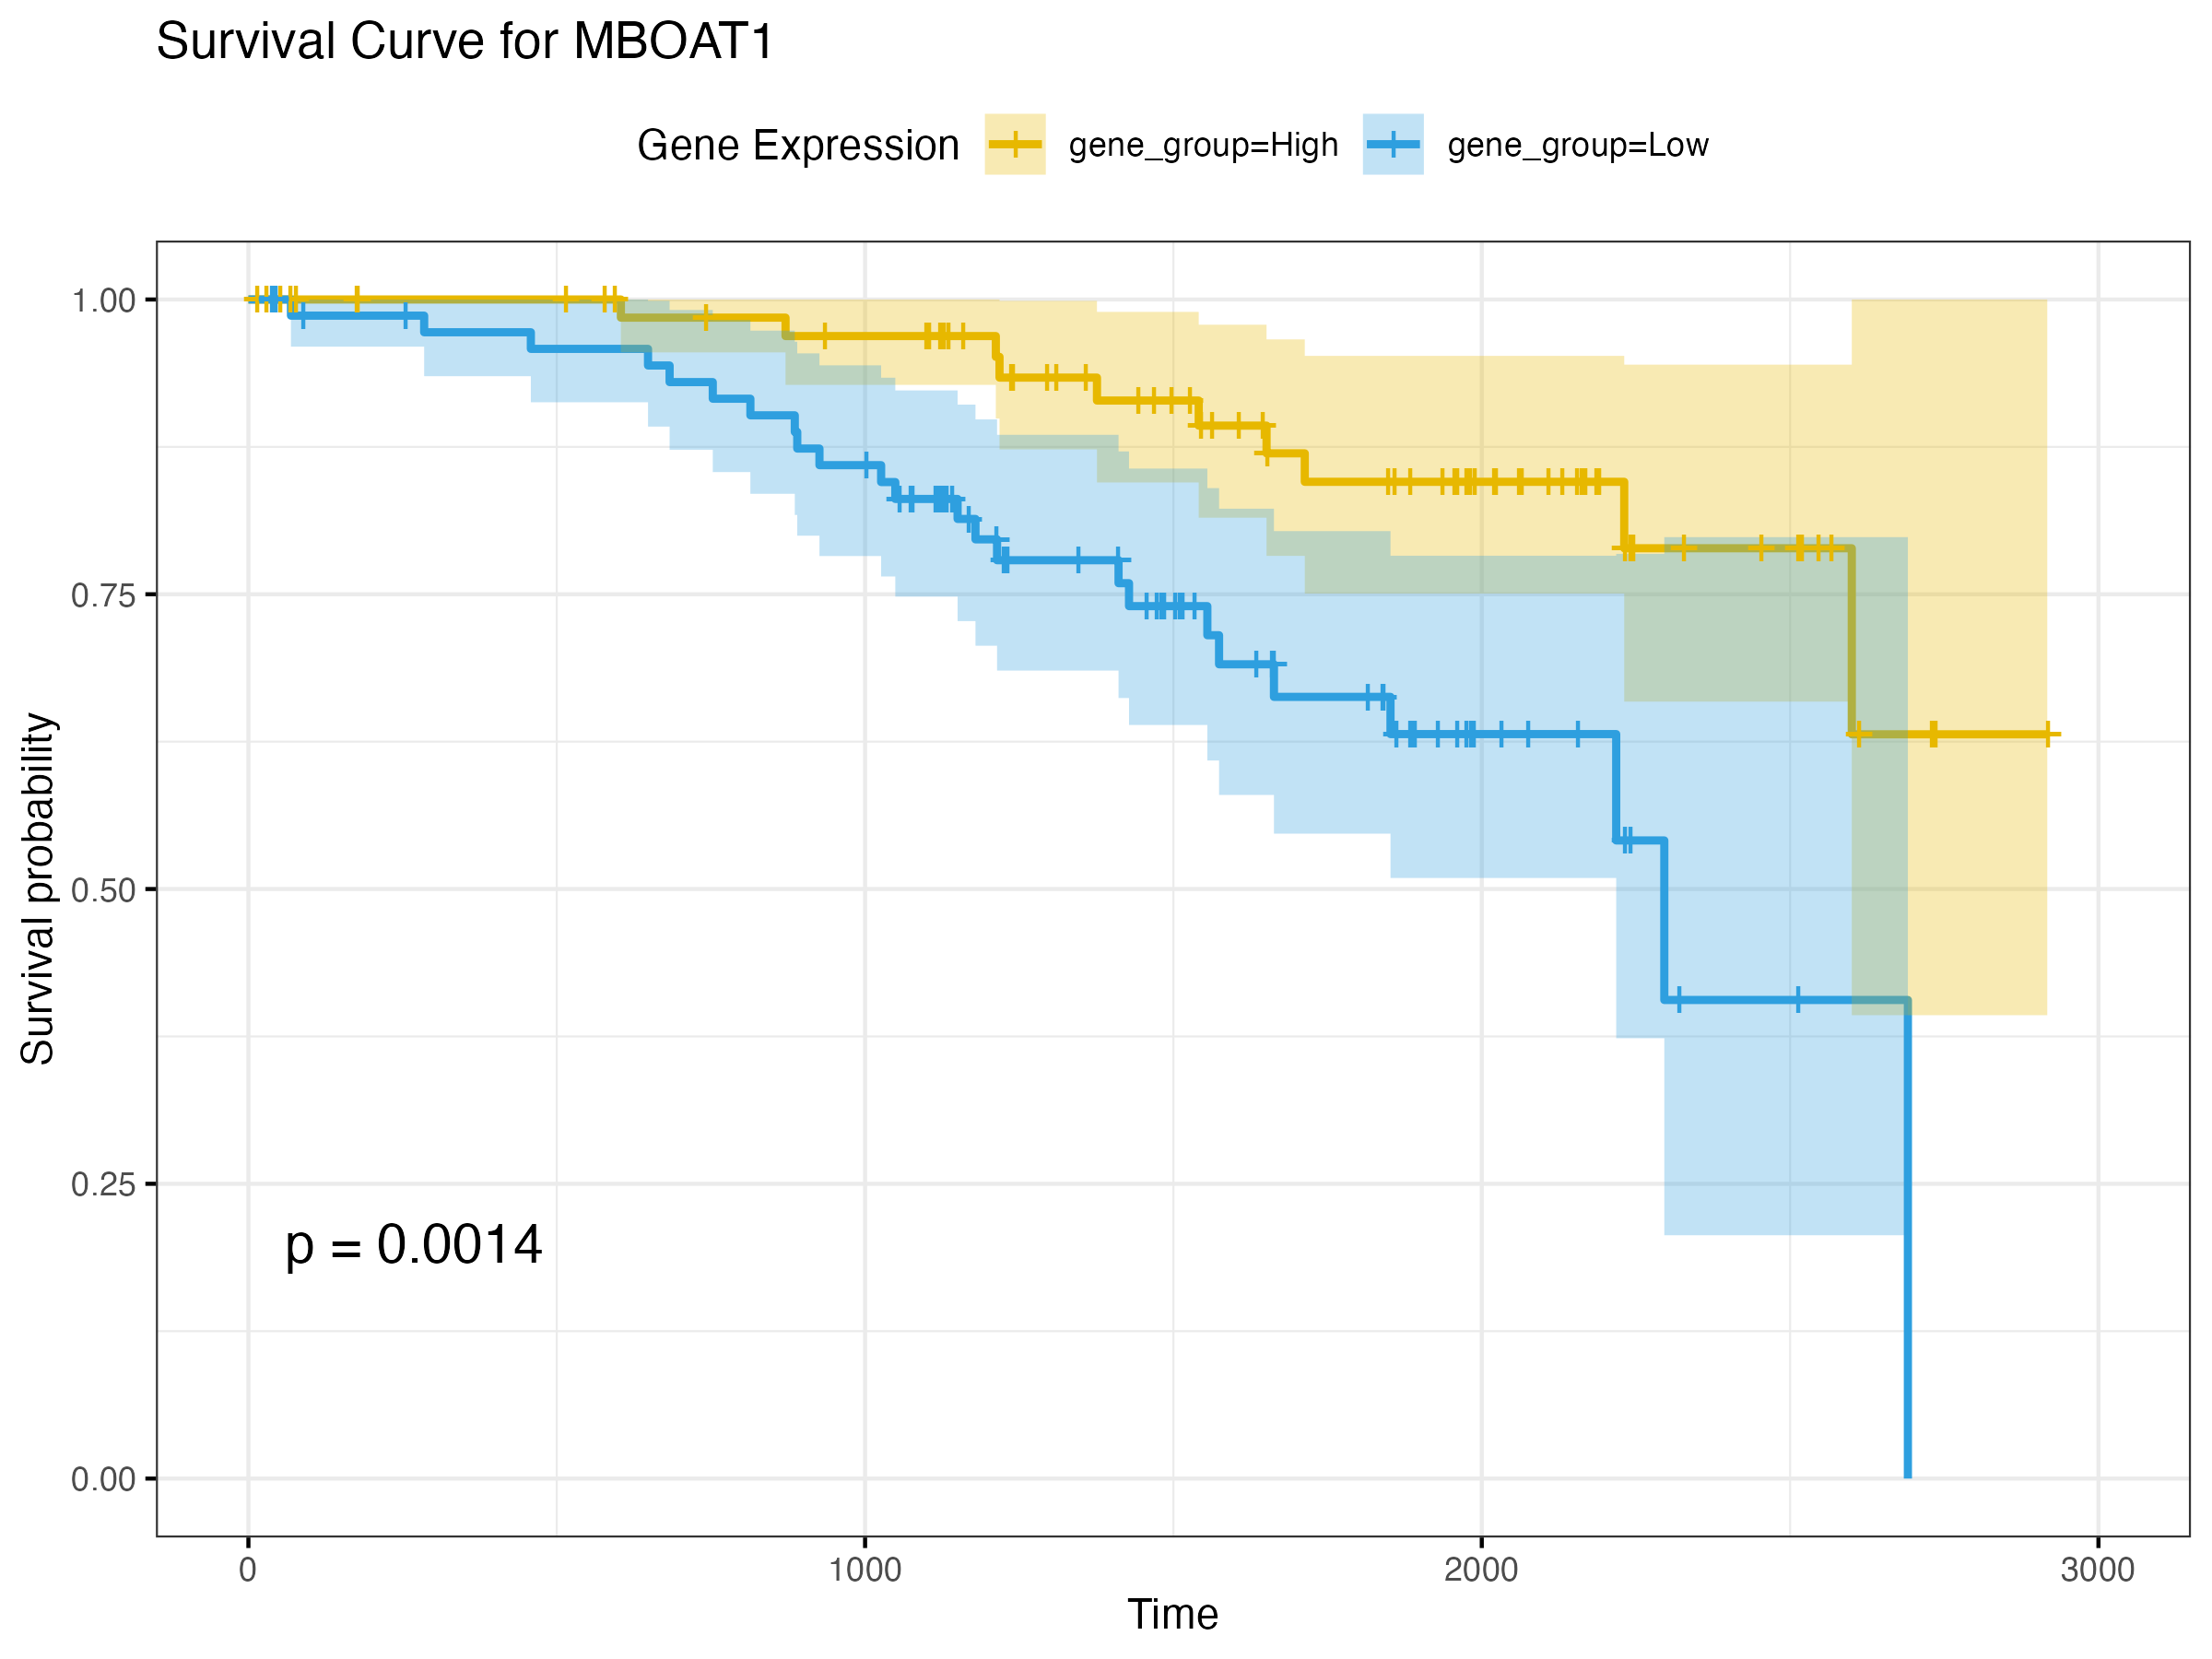 Survival Curve for MBOAT1
Gene Expression gene_group=High gene_group=Low
Survival probability
1.00
0.75
0.50
0.25
0.00
p = 0.0014
0 1000 2000 3000
Time